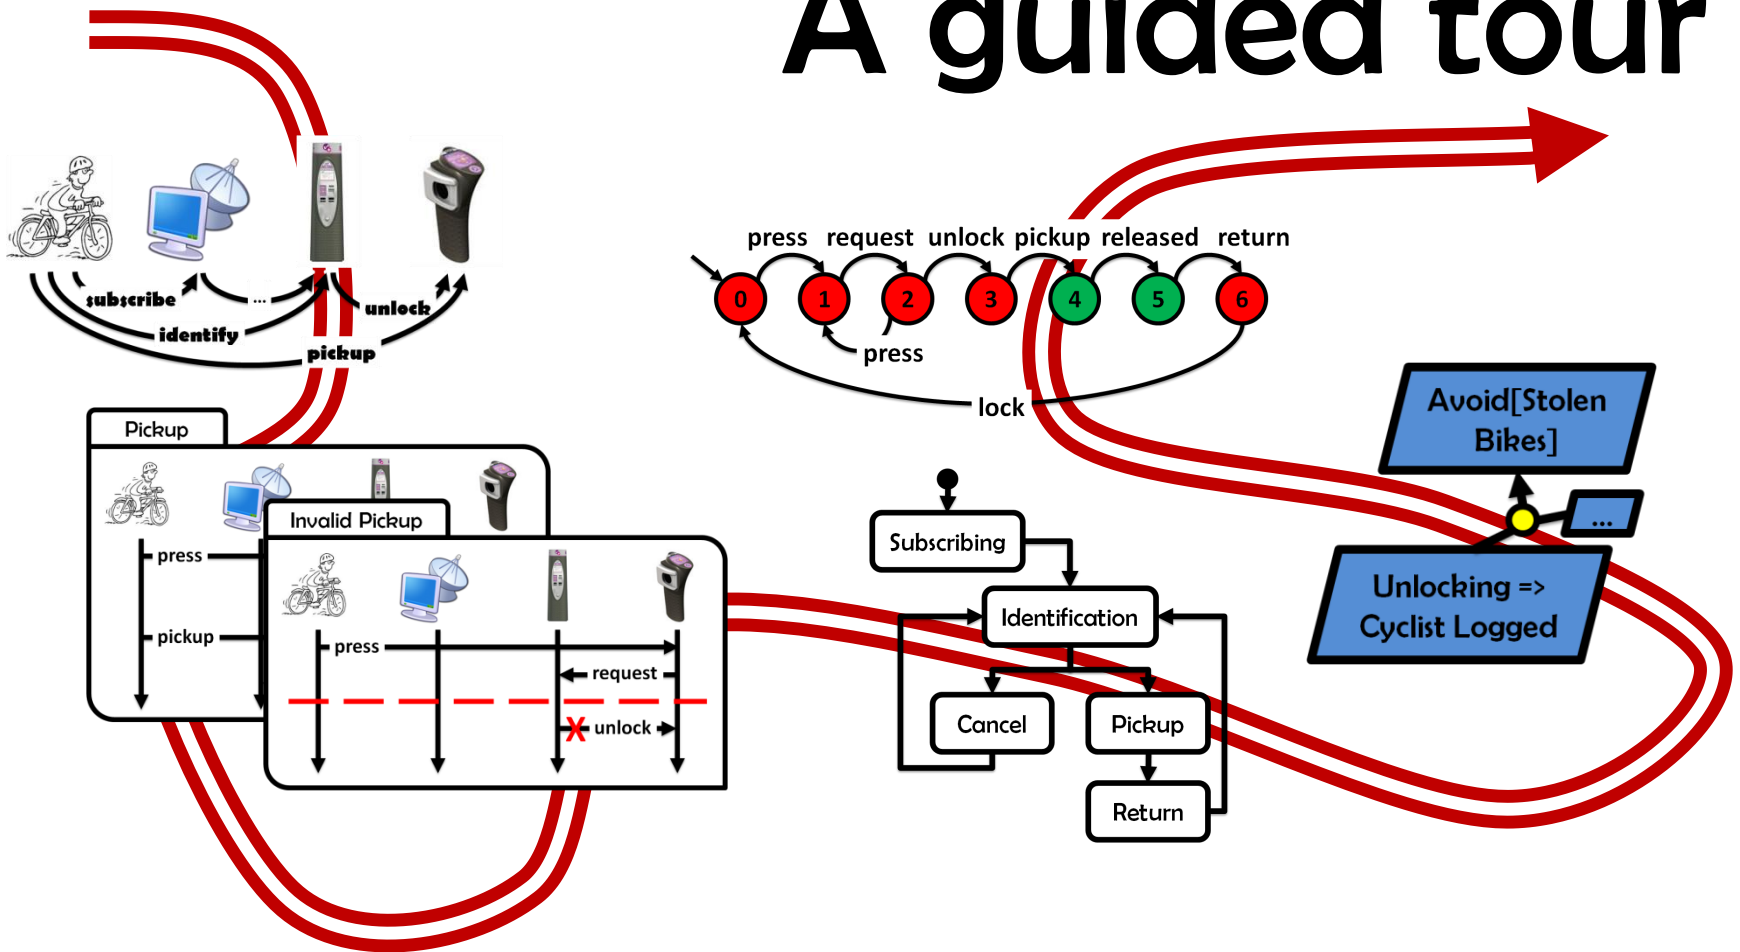 A guided tour
subscribe
...
unlock
identify
pickup
press request unlock pickup released return
0 1 2 3 4 5 6
press
lock
Pickup
press
pickup
Invalid Pickup
press
request
unlock
X
Subscribing
Identification
Cancel
Pickup
Return
Avoid[Stolen
Bikes]
...
Unlocking =>
Cyclist Logged